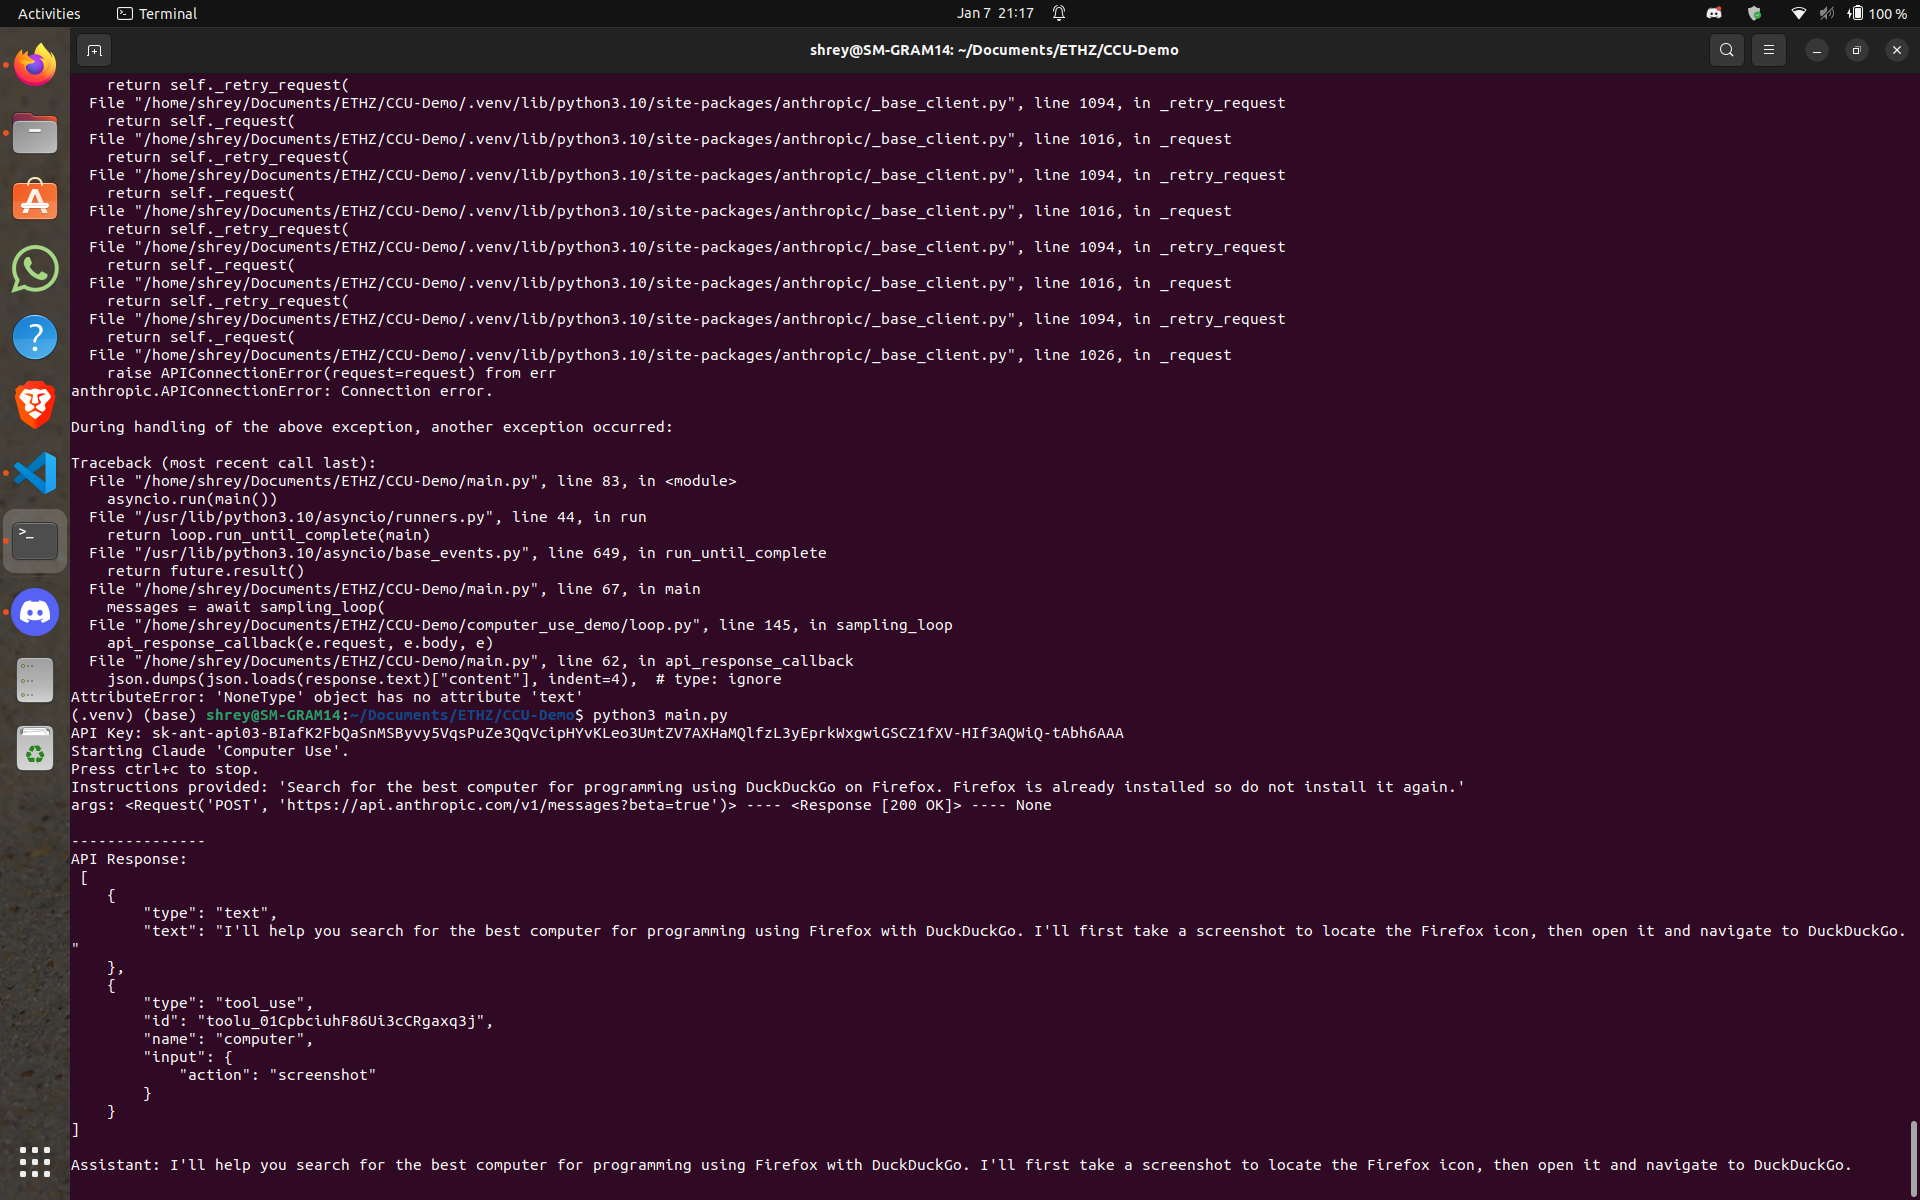 Activities
Terminal
Jan 7 21:17
100 %
shrey@SM-GRAM14: ~/Documents/ETHZ/CCU-Demo
    return self._retry_request(
  File "/home/shrey/Documents/ETHZ/CCU-Demo/.venv/lib/python3.10/site-packages/anthropic/_base_client.py", line 1094, in _retry_request
    return self._request(
  File "/home/shrey/Documents/ETHZ/CCU-Demo/.venv/lib/python3.10/site-packages/anthropic/_base_client.py", line 1016, in _request
    return self._retry_request(
  File "/home/shrey/Documents/ETHZ/CCU-Demo/.venv/lib/python3.10/site-packages/anthropic/_base_client.py", line 1094, in _retry_request
    return self._request(
  File "/home/shrey/Documents/ETHZ/CCU-Demo/.venv/lib/python3.10/site-packages/anthropic/_base_client.py", line 1016, in _request
    return self._retry_request(
  File "/home/shrey/Documents/ETHZ/CCU-Demo/.venv/lib/python3.10/site-packages/anthropic/_base_client.py", line 1094, in _retry_request
    return self._request(
  File "/home/shrey/Documents/ETHZ/CCU-Demo/.venv/lib/python3.10/site-packages/anthropic/_base_client.py", line 1016, in _request
    return self._retry_request(
  File "/home/shrey/Documents/ETHZ/CCU-Demo/.venv/lib/python3.10/site-packages/anthropic/_base_client.py", line 1094, in _retry_request
    return self._request(
  File "/home/shrey/Documents/ETHZ/CCU-Demo/.venv/lib/python3.10/site-packages/anthropic/_base_client.py", line 1026, in _request
    raise APIConnectionError(request=request) from err
anthropic.APIConnectionError: Connection error.
During handling of the above exception, another exception occurred:
Traceback (most recent call last):
  File "/home/shrey/Documents/ETHZ/CCU-Demo/main.py", line 83, in <module>
    asyncio.run(main())
  File "/usr/lib/python3.10/asyncio/runners.py", line 44, in run
    return loop.run_until_complete(main)
  File "/usr/lib/python3.10/asyncio/base_events.py", line 649, in run_until_complete
    return future.result()
  File "/home/shrey/Documents/ETHZ/CCU-Demo/main.py", line 67, in main
    messages = await sampling_loop(
  File "/home/shrey/Documents/ETHZ/CCU-Demo/computer_use_demo/loop.py", line 145, in sampling_loop
    api_response_callback(e.request, e.body, e)
  File "/home/shrey/Documents/ETHZ/CCU-Demo/main.py", line 62, in api_response_callback
    json.dumps(json.loads(response.text)["content"], indent=4),  # type: ignore
AttributeError: 'NoneType' object has no attribute 'text'
(.venv) (base) shrey@SM-GRAM14:~/Documents/ETHZ/CCU-Demo$ python3 main.py
API Key: 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
Starting Claude 'Computer Use'.
Press ctrl+c to stop.
Instructions provided: 'Search for the best computer for programming using DuckDuckGo on Firefox. Firefox is already installed so do not install it again.'
args: <Request('POST', 'https://api.anthropic.com/v1/messages?beta=true')> ---- <Response [200 OK]> ---- None
---------------
API Response:
 [
    {
        "type": "text",
        "text": "I'll help you search for the best computer for programming using Firefox with DuckDuckGo. I'll first take a screenshot to locate the Firefox icon, then open it and navigate to DuckDuckGo.
"
    },
    {
        "type": "tool_use",
        "id": "toolu_01CpbciuhF86Ui3cCRgaxq3j",
        "name": "computer",
        "input": {
            "action": "screenshot"
        }
    }
]
Assistant: I'll help you search for the best computer for programming using Firefox with DuckDuckGo. I'll first take a screenshot to locate the Firefox icon, then open it and navigate to DuckDuckGo.